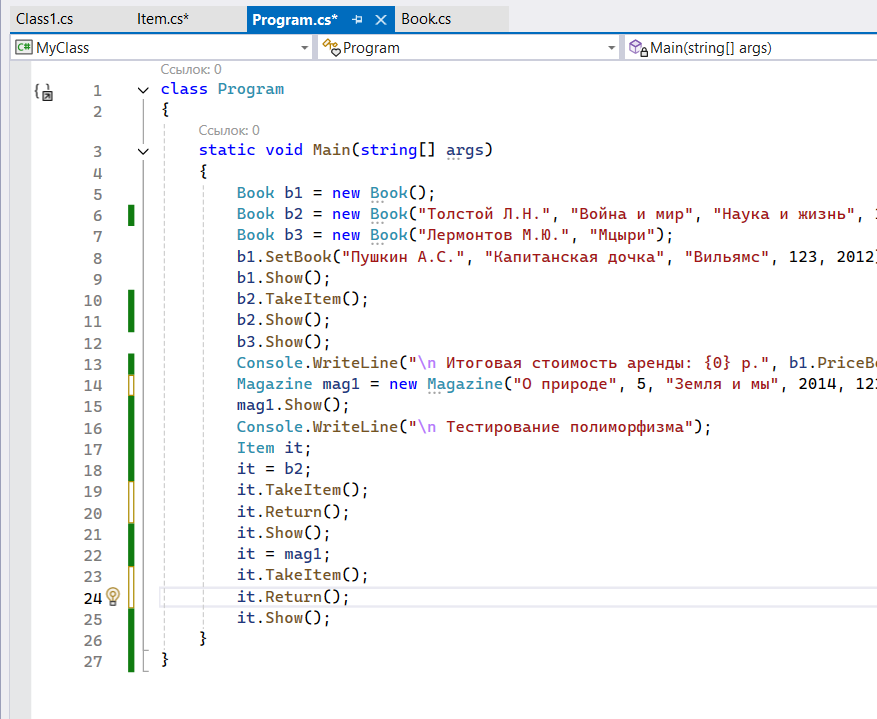 Class1.cs Item.cs* Program.cs* Book.cs
C# MyClass Program Main(string[] args)
Ссылок: 0
1 class Program
2 {
Ссылок: 0
3 static void Main(string[] args)
4 {
5 Book b1 = new Book();
6 Book b2 = new Book("Толстой Л.Н.", "Война и мир", "Наука и жизнь",
7 Book b3 = new Book("Лермонтов М.Ю.", "Мцыри");
8 b1.SetBook("Пушкин А.С.", "Капитанская дочка", "Вильямс", 123, 2012)
9 b1.Show();
10 b2.TakeItem();
11 b2.Show();
12 b3.Show();
13 Console.WriteLine("\n Итоговая стоимость аренды: {0} р.", b1.PriceBo
14 Magazine mag1 = new Magazine("О природе", 5, "Земля и мы", 2014, 12
15 mag1.Show();
16 Console.WriteLine("\n Тестирование полиморфизма");
17 Item it;
18 it = b2;
19 it.TakeItem();
20 it.Return();
21 it.Show();
22 it = mag1;
23 it.TakeItem();
24 it.Return();
25 it.Show();
26 }
27 }